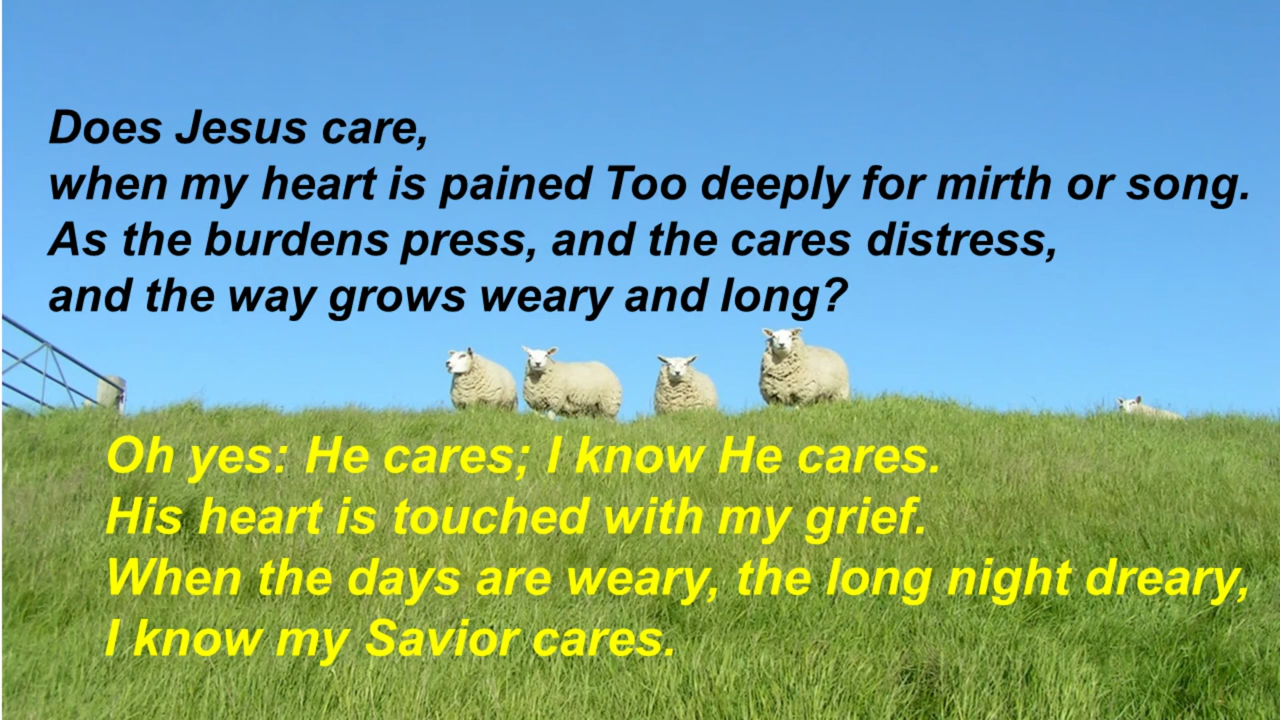 Does Jesus care,
when my heart is pained Too deeply for mirth or song.
As the burdens press, and the cares distress,
and the way grows weary and long?
Oh yes: He cares; I know He cares.
His heart is touched with my grief.
When the days are weary, the long night dreary,
I know my Savior cares.